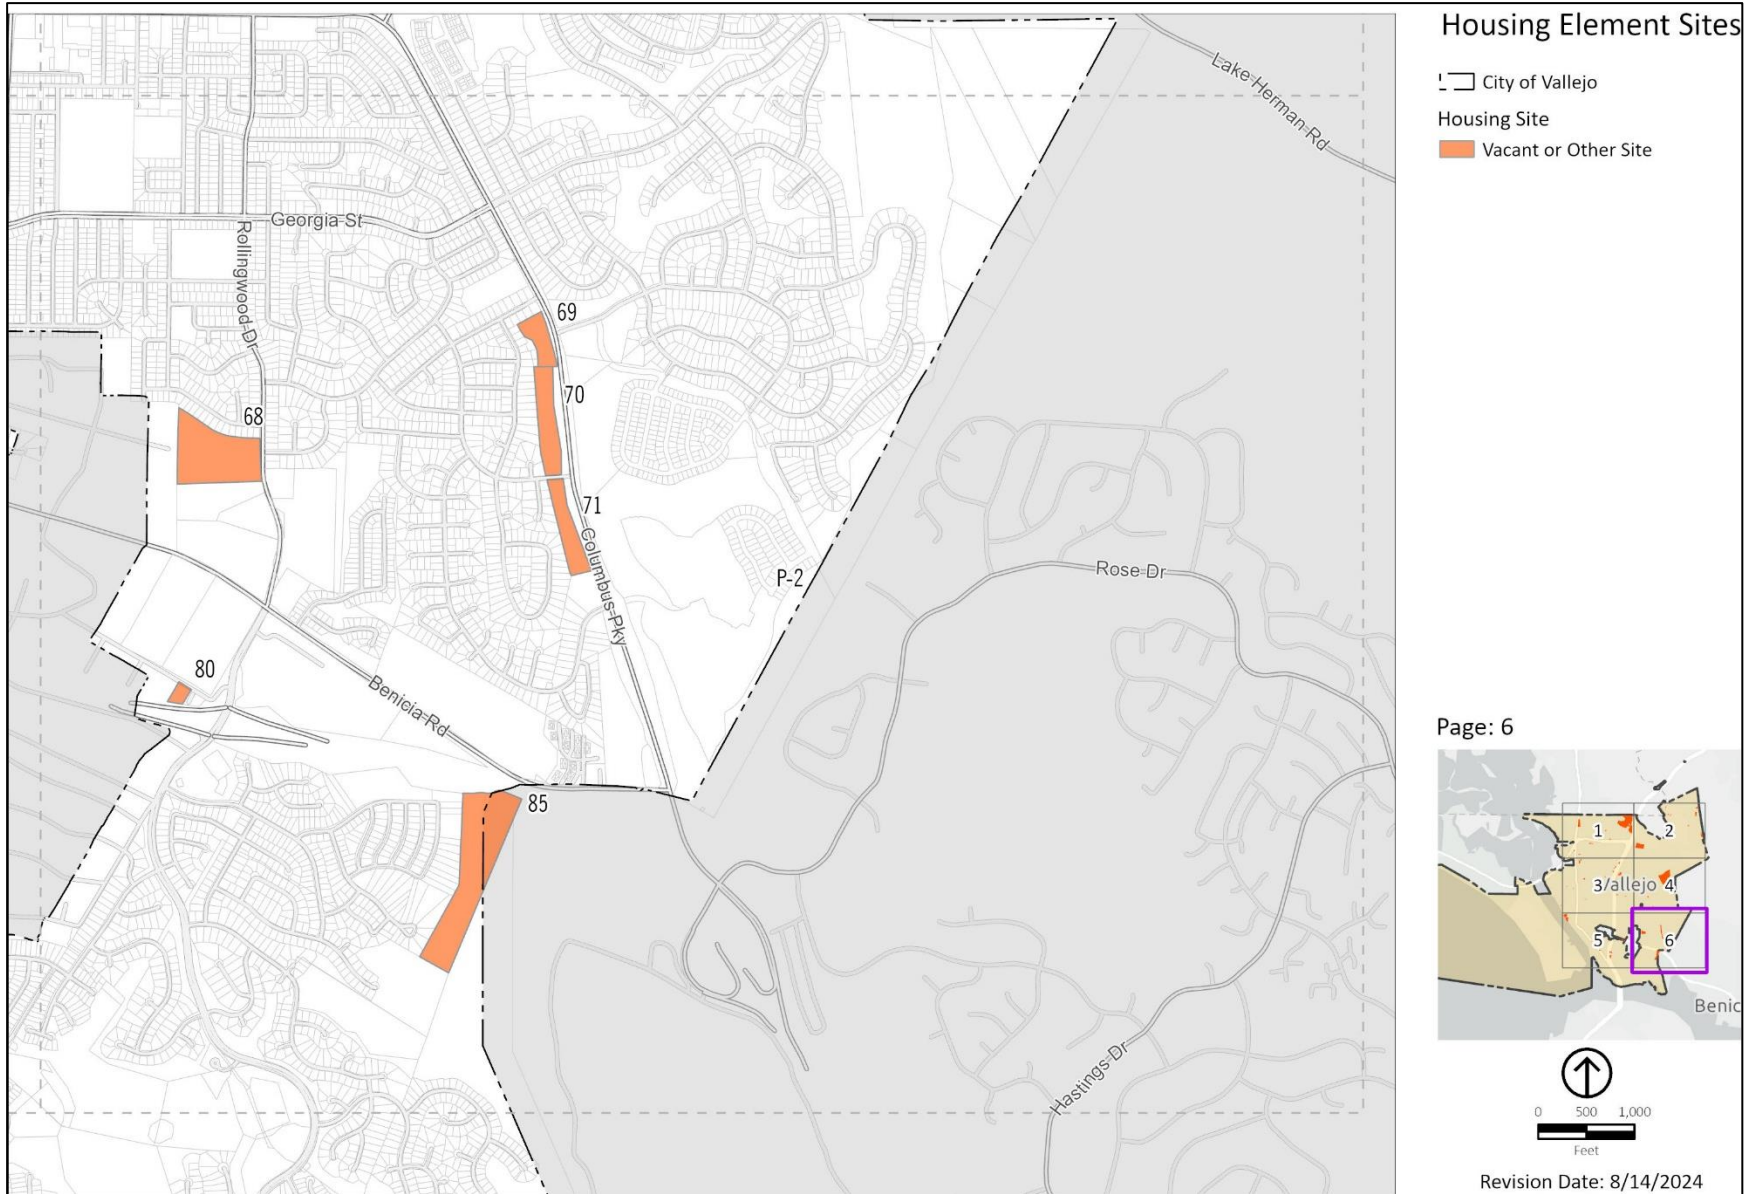 Housing Element Sites
City of Vallejo
Housing Site
Vacant or Other Site
Lake Herman Rd
Georgia St
Rollingwood Dr
69
70
68
71
Columbus Pky
P-2
Rose Dr
80
Benicia Rd
85
Hastings Dr
Page: 6
1
2
3
Vallejo
4
5
6
Benic
0 500 1,000
Feet
Revision Date: 8/14/2024